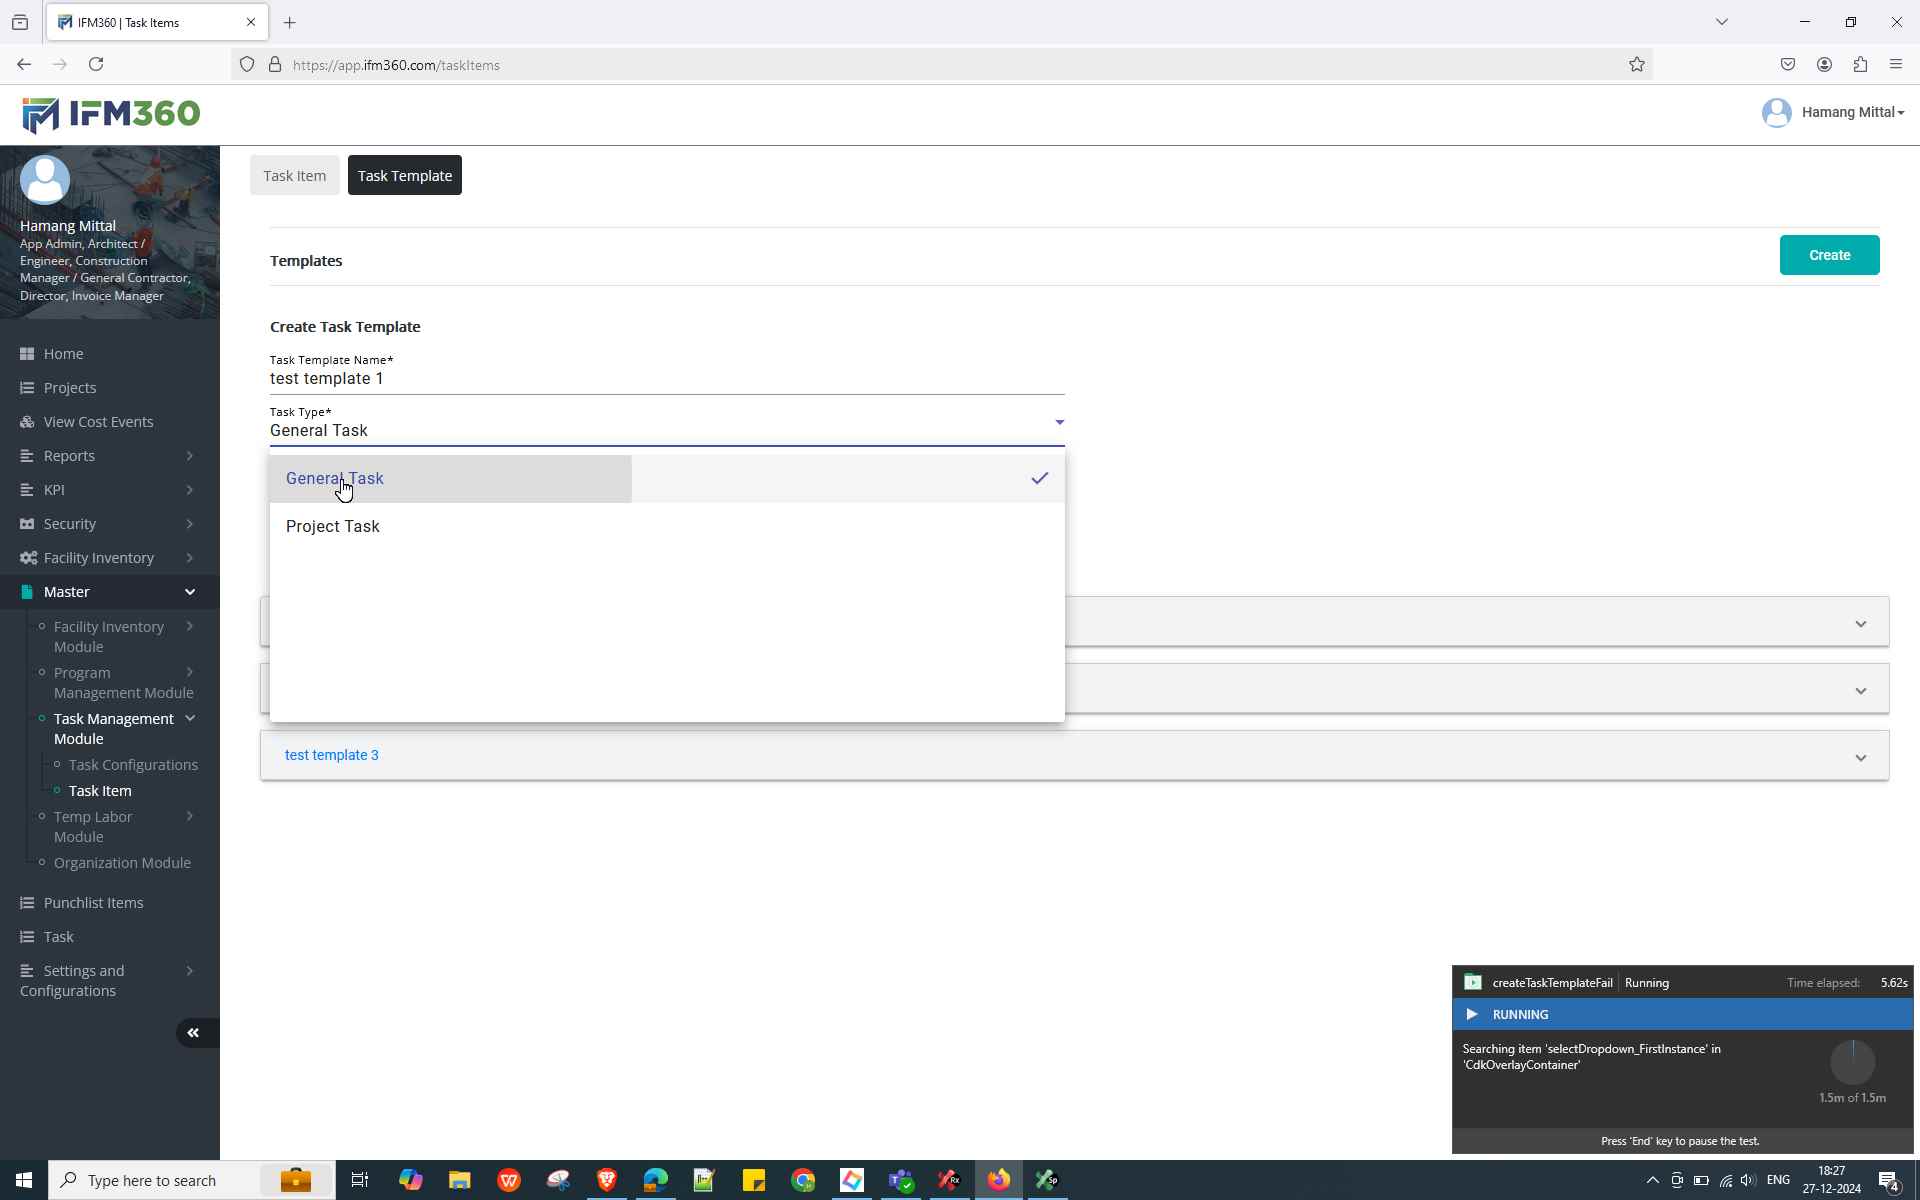 IFM360 | Task Items
https://app.ifm360.com/taskItems
IFM360
Hamang Mittal
Hamang Mittal
App Admin, Architect /
Engineer, Construction
Manager / General Contractor,
Director, Invoice Manager
Home
Projects
View Cost Events
Reports
KPI
Security
Facility Inventory
Master
Facility Inventory
Module
Program
Management Module
Task Management
Module
Task Configurations
Task Item
Temp Labor
Module
Organization Module
Punchlist Items
Task
Settings and
Configurations
Task Item
Task Template
Templates
Create
Create Task Template
Task Template Name*
test template 1
Task Type*
General Task
General Task
Project Task
test template 3
createTaskTemplateFail
Running
Time elapsed:
5.62s
RUNNING
Searching item 'selectDropdown_FirstInstance' in
'CdkOverlayContainer'
1.5m of 1.5m
Press 'End' key to pause the test.
Type here to search
ENG
18:27
27-12-2024
4